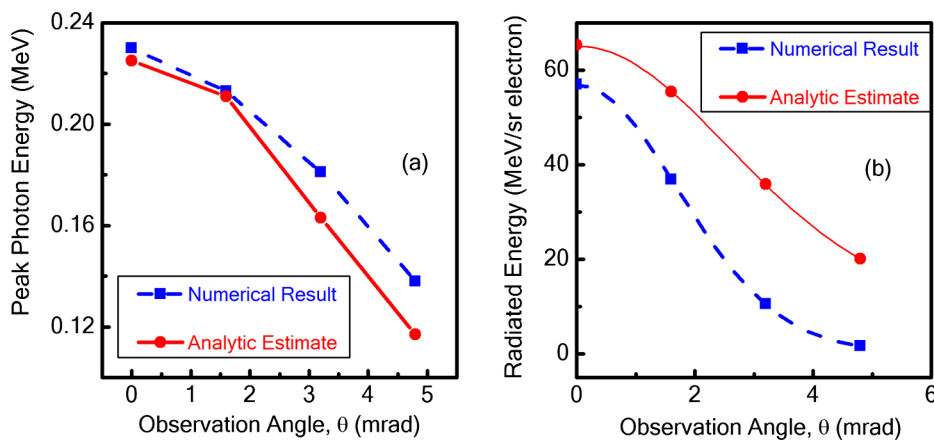 0.24
0.20
0.16
0.12
Peak Photon Energy (MeV)
(a)
Numerical Result
Analytic Estimate
0 1 2 3 4 5
Observation Angle, θ (mrad)
60
40
20
0
Radiated Energy (MeV/sr electron)
Numerical Result
Analytic Estimate
(b)
0 2 4 6
Observation Angle, θ (mrad)